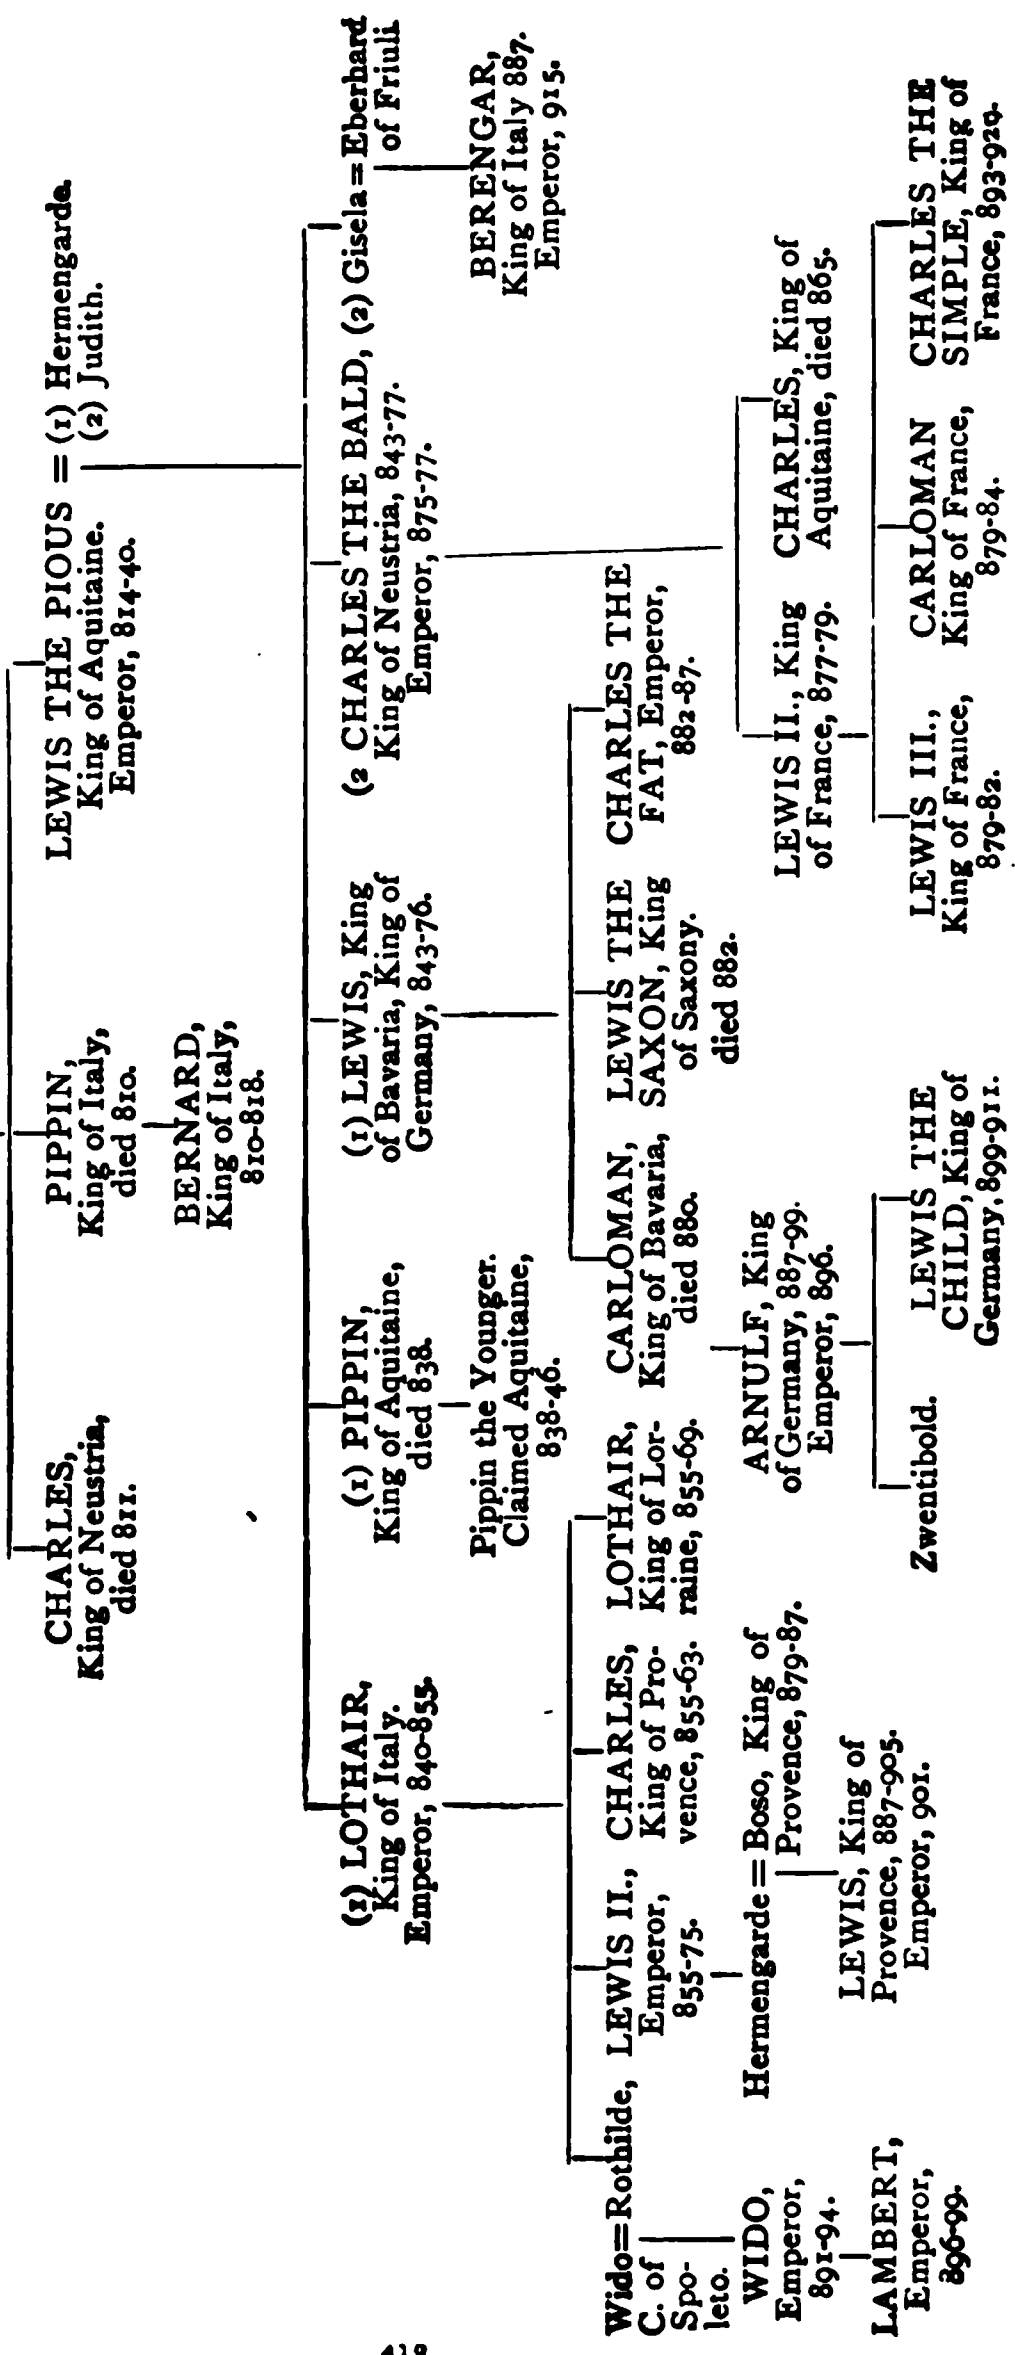 CHARLES,
King of Neustria,
died 811.
PIPPIN,
King of Italy,
died 810.
BERNARD,
King of Italy,
810-818.
LEWIS THE PIOUS = (1) Hermengarde.
King of Aquitaine.
(2) Judith.
Emperor, 814-40.
(1) LOTHAIR,
King of Italy.
Emperor, 840-855.
(1) PIPPIN,
King of Aquitaine,
died 838.
Pippin the Younger.
Claimed Aquitaine,
838-46.
(1) LEWIS, King
of Bavaria, King of
Germany, 843-76.
(2 CHARLES THE BALD,
King of Neustria, 843-77.
Emperor, 875-77.
(2) Gisela = Eberhard
of Friuli.
BERENGAR,
King of Italy 887.
Emperor, 915.
Wido=Rothilde,
C. of
Spo-
leto.
WIDO,
Emperor,
891-94.
LAMBERT,
Emperor,
896-99.
LEWIS II.,
Emperor,
855-75.
Hermengarde = Boso, King of
Provence, 879-87.
LEWIS, King of
Provence, 887-905.
Emperor, 901.
CHARLES,
King of Pro-
vence, 855-63.
LOTHAIR,
King of Lor-
raine, 855-69.
CARLOMAN,
King of Bavaria,
died 880.
ARNULF, King
of Germany, 887-99.
Emperor, 896.
Zwentibold.
LEWIS THE
CHILD, King of
Germany, 899-911.
LEWIS THE
SAXON, King
of Saxony.
died 882.
CHARLES THE
FAT, Emperor,
882-87.
LEWIS II., King
of France, 877-79.
CHARLES, King of
Aquitaine, died 865.
LEWIS III.,
King of France,
879-82.
CARLOMAN
King of France,
879-84.
CHARLES THE
SIMPLE, King of
France, 893-929.